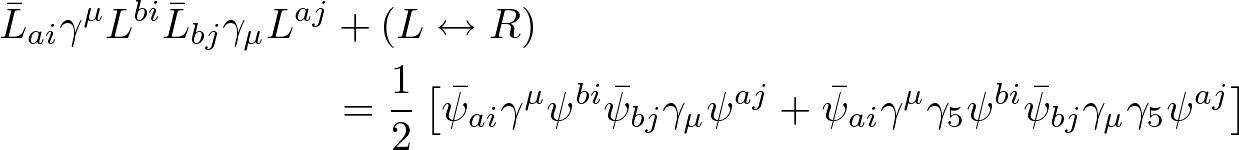 \bar{L}_{ai}\gamma^{\mu}L^{bi}\bar{L}_{bj}\gamma_{\mu}L^{aj} + (L \leftrightarrow R)
= \frac{1}{2}\left[\bar{\psi}_{ai}\gamma^{\mu}\psi^{bi}\bar{\psi}_{bj}\gamma_{\mu}\psi^{aj} + \bar{\psi}_{ai}\gamma^{\mu}\gamma_{5}\psi^{bi}\bar{\psi}_{bj}\gamma_{\mu}\gamma_{5}\psi^{aj}\right]